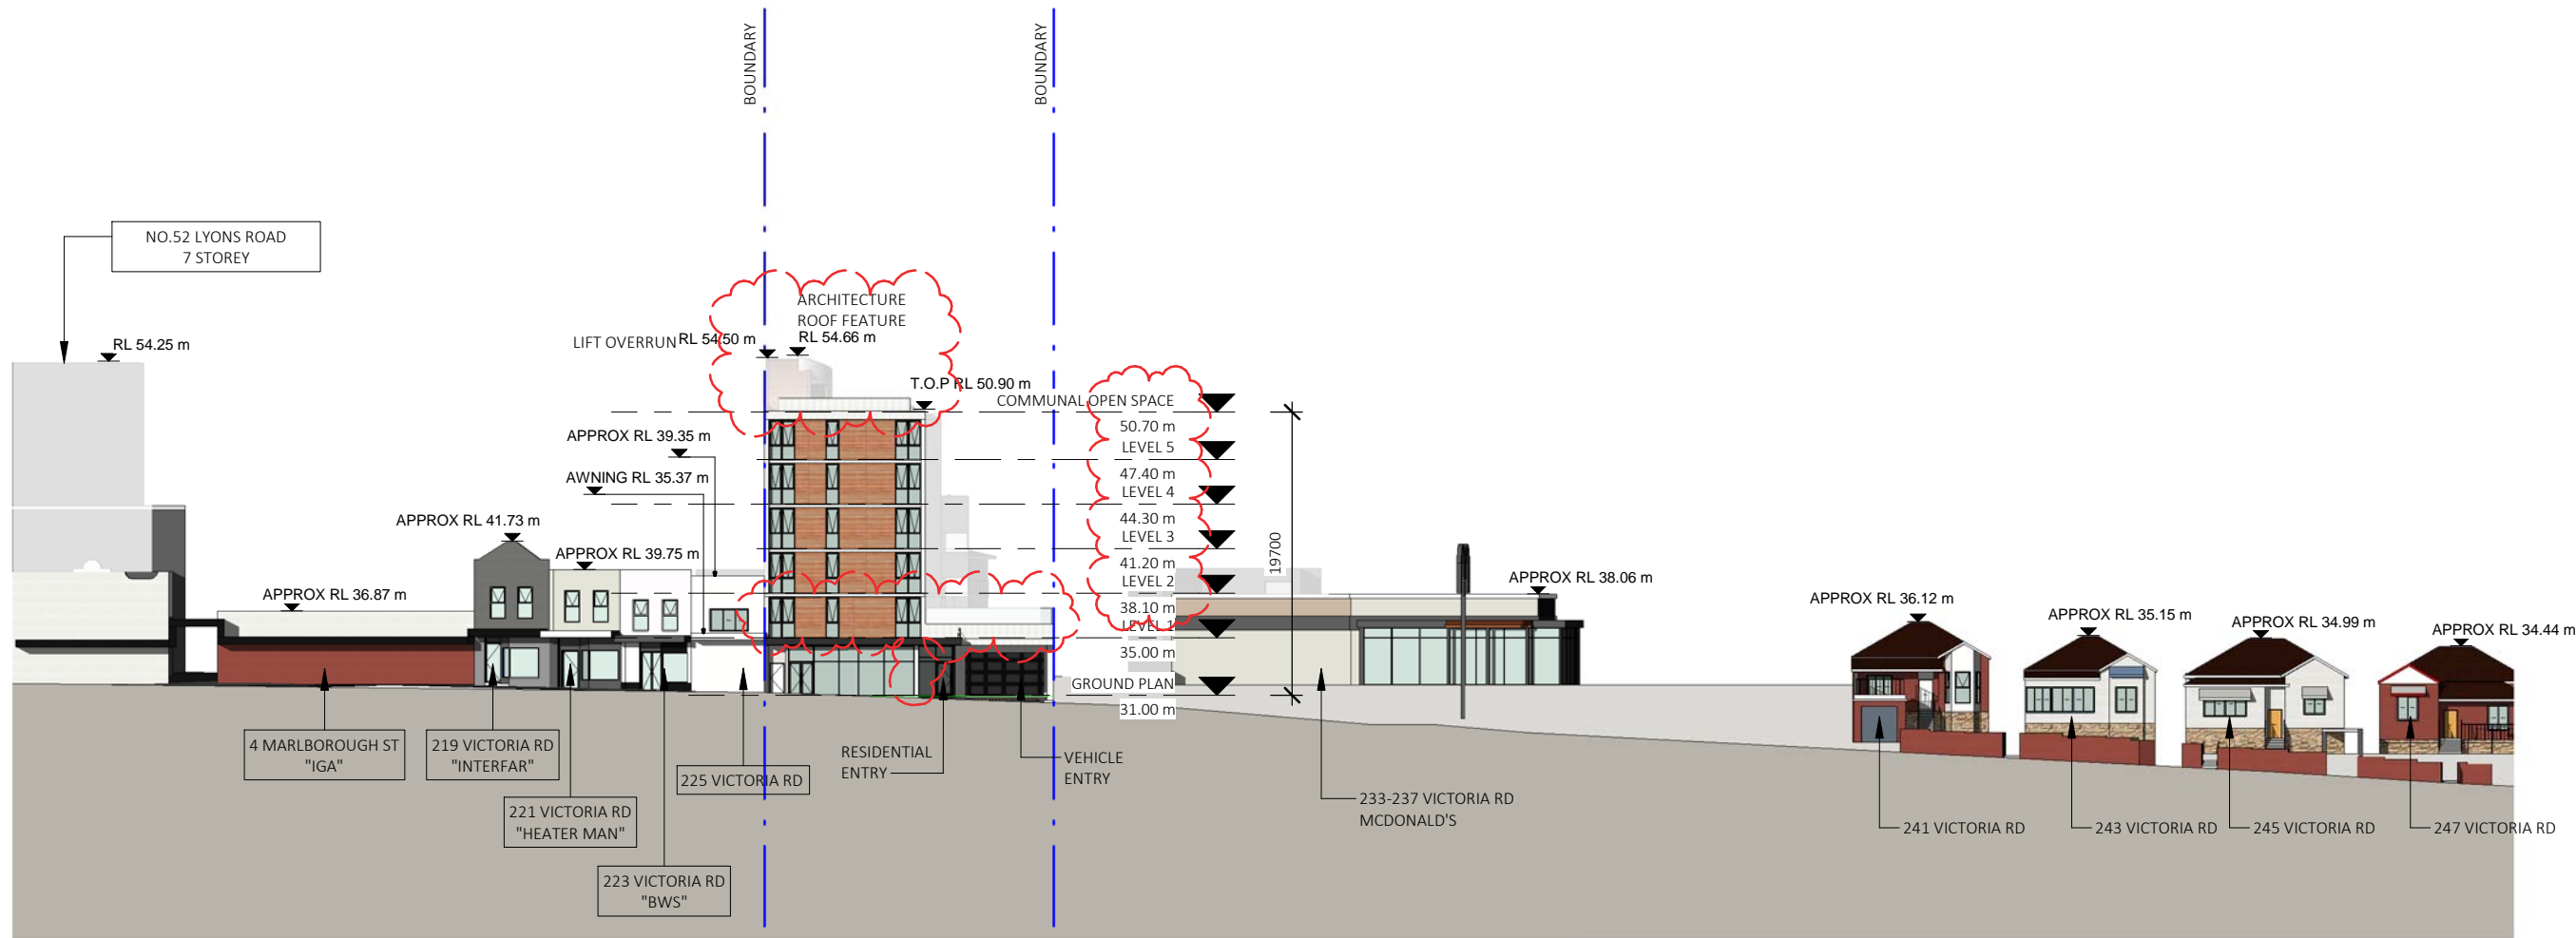 BOUNDARY
BOUNDARY
NO.52 LYONS ROAD
7 STOREY
RL 54.25 m
ARCHITECTURE
ROOF FEATURE
LIFT OVERRUN
RL 54.50 m
RL 54.66 m
T.O.P RL 50.90 m
COMMUNAL OPEN SPACE
50.70 m
LEVEL 5
47.40 m
LEVEL 4
44.30 m
LEVEL 3
41.20 m
LEVEL 2
38.10 m
LEVEL 1
35.00 m
GROUND PLAN
31.00 m
19700
APPROX RL 39.35 m
AWNING RL 35.37 m
APPROX RL 41.73 m
APPROX RL 39.75 m
APPROX RL 36.87 m
APPROX RL 38.06 m
APPROX RL 36.12 m
APPROX RL 35.15 m
APPROX RL 34.99 m
APPROX RL 34.44 m
4 MARLBOROUGH ST
"IGA"
219 VICTORIA RD
"INTERFAR"
221 VICTORIA RD
"HEATER MAN"
223 VICTORIA RD
"BWS"
225 VICTORIA RD
RESIDENTIAL
ENTRY
VEHICLE
ENTRY
233-237 VICTORIA RD
MCDONALD'S
241 VICTORIA RD
243 VICTORIA RD
245 VICTORIA RD
247 VICTORIA RD